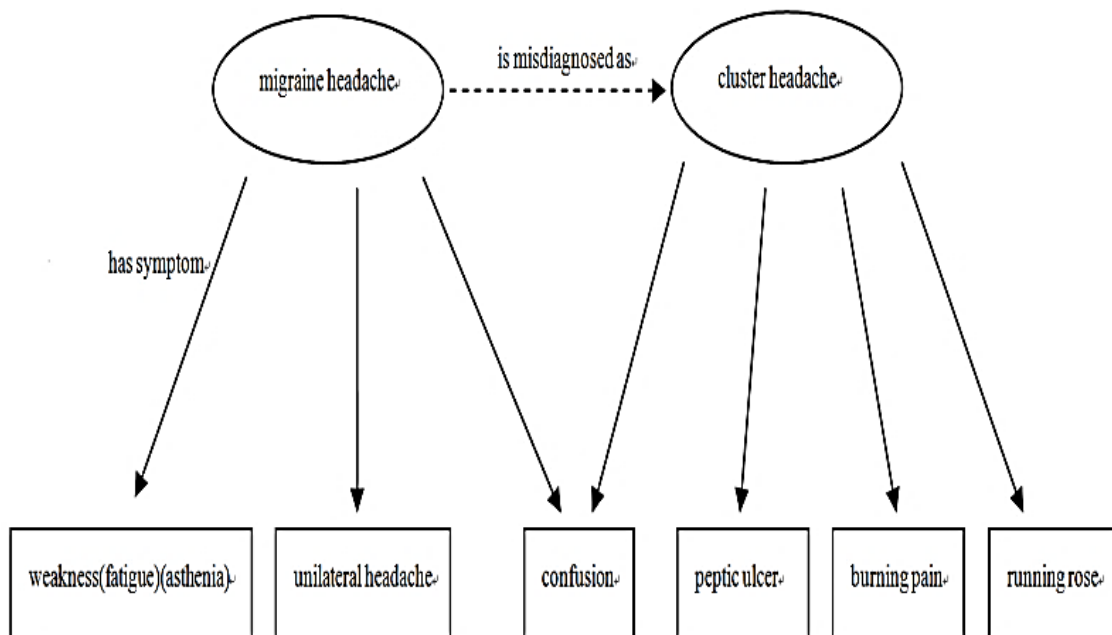 is misdiagnosed as
migraine headache
cluster headache
has symptom
weakness(fatigue)(asthenia)
unilateral headache
confusion
peptic ulcer
burning pain
running rose